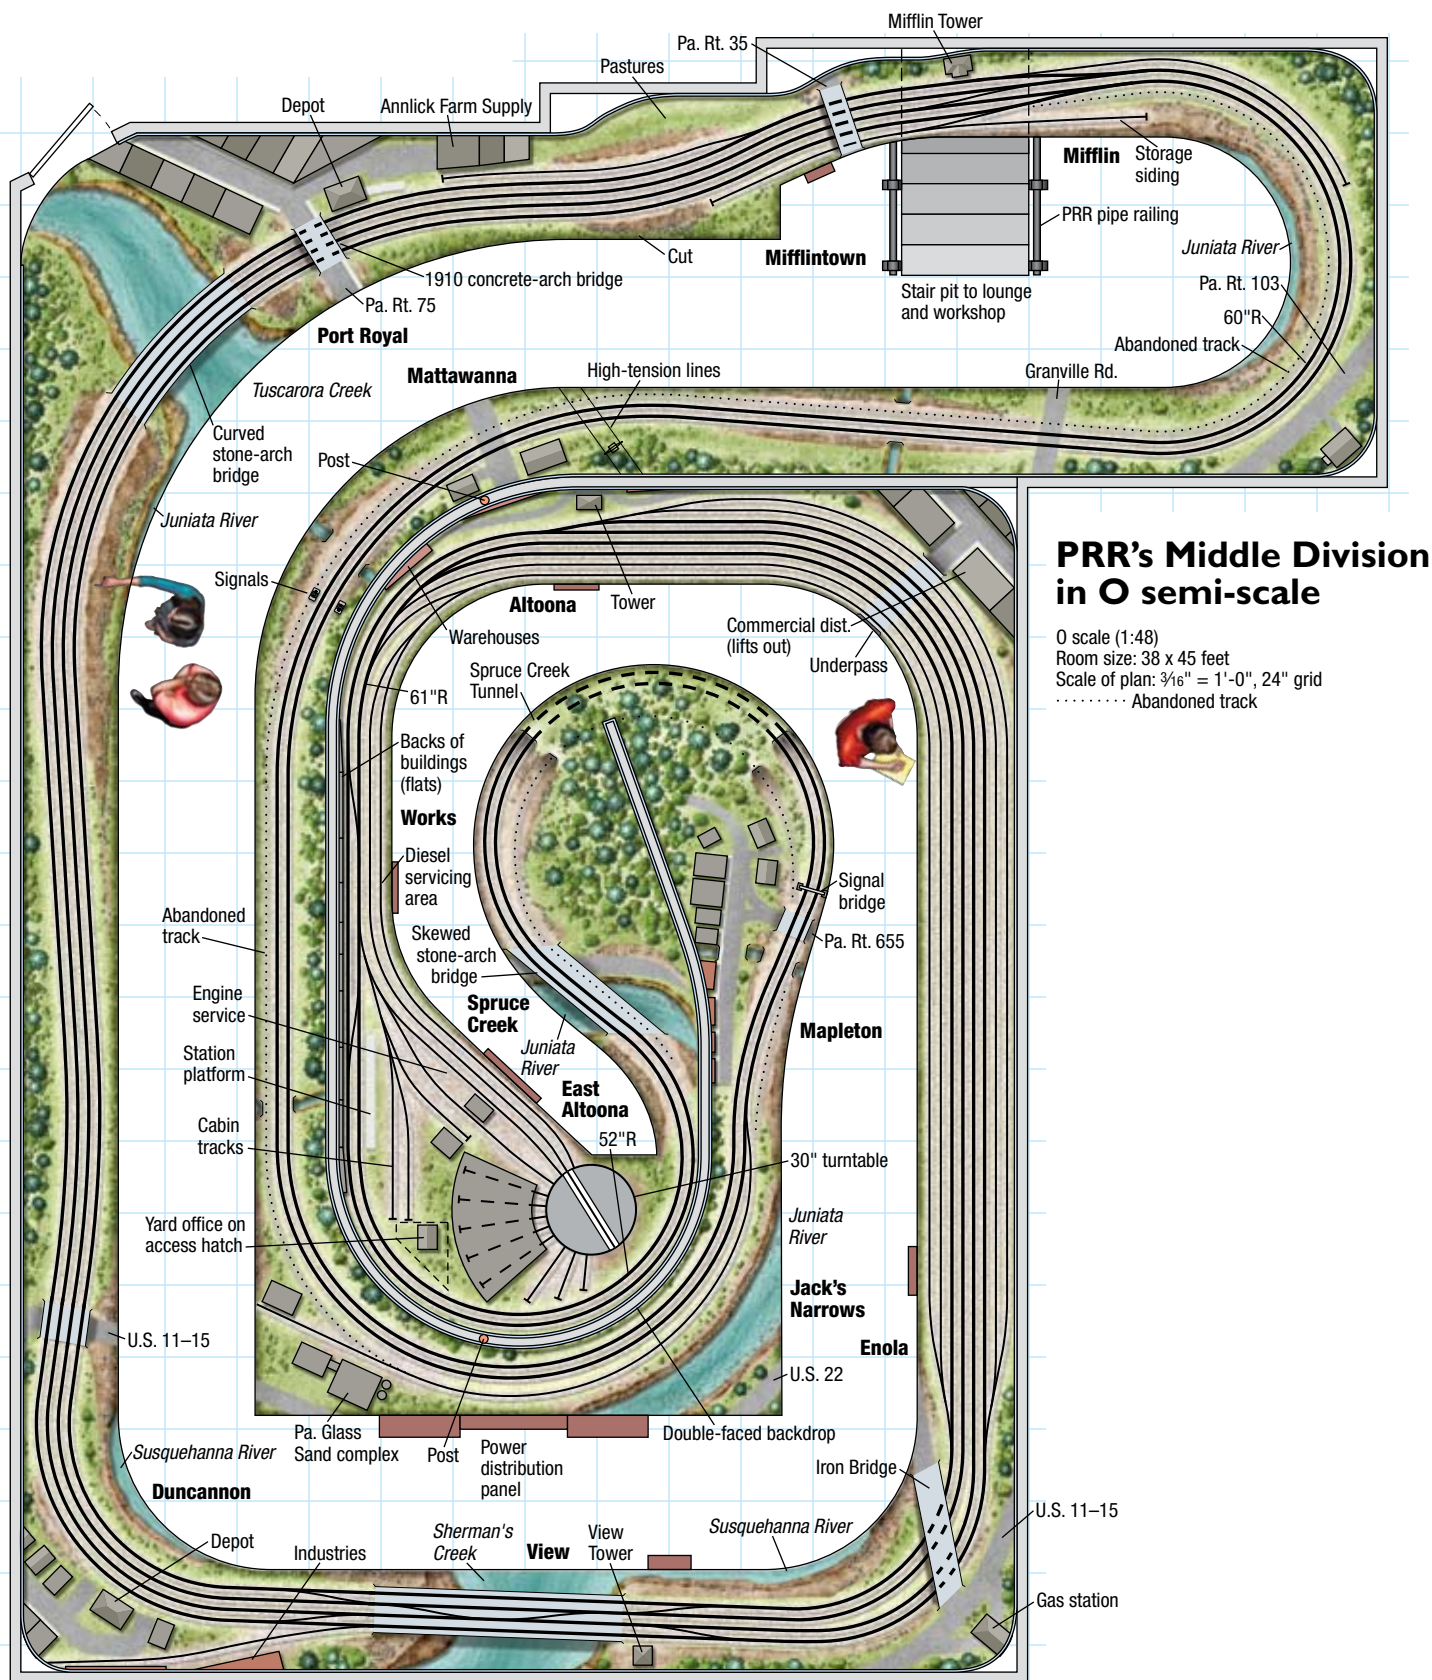 Mifflin Tower
Pa. Rt. 35
Pastures
Depot
Annlick Farm Supply
Mifflin
Storage
siding
PRR pipe railing
Juniata River
Cut
Mifflintown
1910 concrete-arch bridge
Pa. Rt. 103
Stair pit to lounge
and workshop
Pa. Rt. 75
60"R
Port Royal
Abandoned track
High-tension lines
Granville Rd.
Mattawanna
Tuscarora Creek
Curved
stone-arch
bridge
Post
Juniata River
PRR's Middle Division
in O semi-scale
O scale (1:48)
Room size: 38 x 45 feet
Scale of plan: 3⁄16" = 1'-0", 24" grid
········· Abandoned track
Signals
Altoona
Tower
Warehouses
Commercial dist.
(lifts out)
Underpass
Spruce Creek
Tunnel
61"R
Backs of
buildings
(flats)
Works
Diesel
servicing
area
Signal
bridge
Abandoned
track
Skewed
stone-arch
bridge
Pa. Rt. 655
Engine
service
Spruce
Creek
Mapleton
Juniata
River
Station
platform
East
Altoona
Cabin
tracks
52"R
30" turntable
Yard office on
access hatch
Juniata
River
Jack's
Narrows
U.S. 11–15
Enola
U.S. 22
Pa. Glass
Sand complex
Post
Power
distribution
panel
Double-faced backdrop
Susquehanna River
Iron Bridge
Duncannon
U.S. 11–15
Depot
Industries
Sherman's
Creek
View
View
Tower
Susquehanna River
Gas station